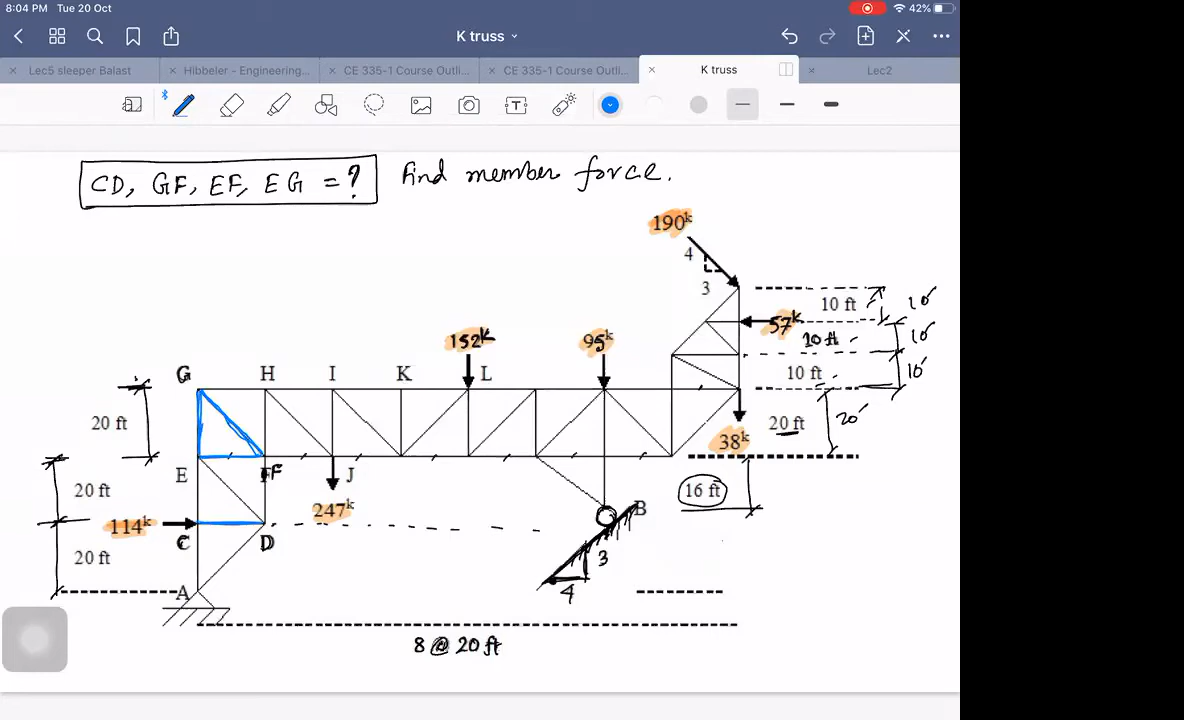 8:04 PM Tue 20 Oct 42%
K truss
Lec5 sleeper Balast Hibbeler - Engineering... CE 335-1 Course Outli... CE 335-1 Course Outli... K truss Lec2
CD, GF, EF, EG = ? Find member force.
190k
4
3
10 ft 10'
57k
10 ft 10'
152k 95k
10 ft 10'
G H I K L
20 ft 20 ft 20'
38k
E F F J
20 ft 247k 16 ft
B
114k
C D
20 ft 3
4
A
8 @ 20 ft